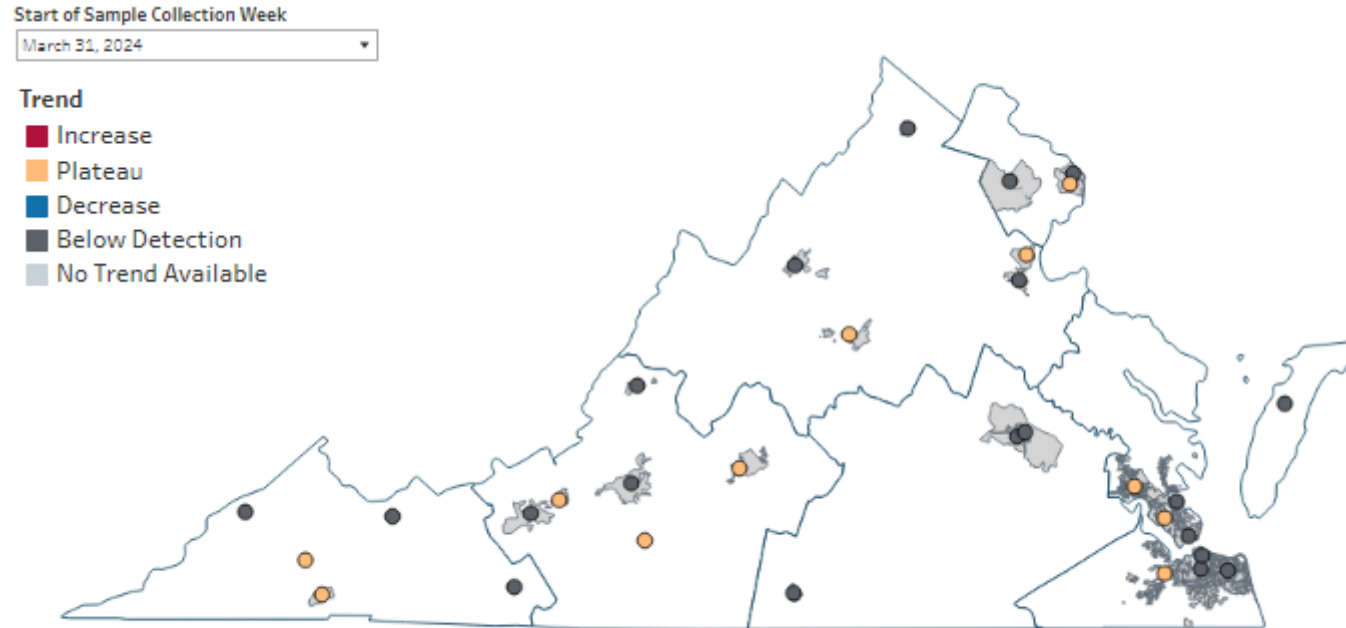 Start of Sample Collection Week
March 31, 2024
Trend
Increase
Plateau
Decrease
Below Detection
No Trend Available